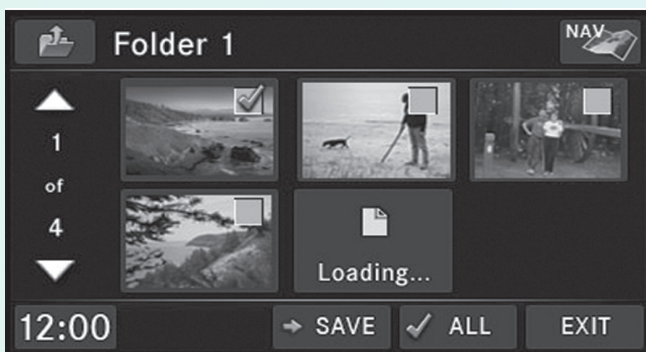 Folder 1
NAV
1
of
4
Loading...
12:00
SAVE
ALL
EXIT